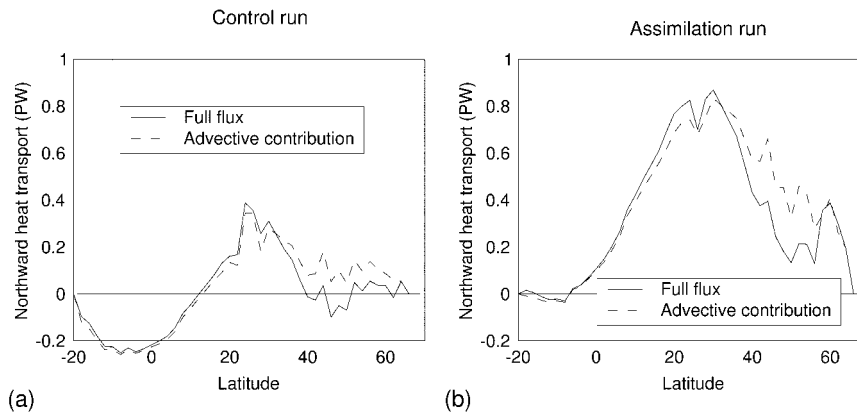 Control run
1
0.8
0.6
0.4
0.2
0
-0.2
Northward heat transport (PW)
Full flux
Advective contribution
-20
0
20
40
60
Latitude
(a)
Assimilation run
1
0.8
0.6
0.4
0.2
0
-0.2
Northward heat transport (PW)
Full flux
Advective contribution
-20
0
20
40
60
Latitude
(b)